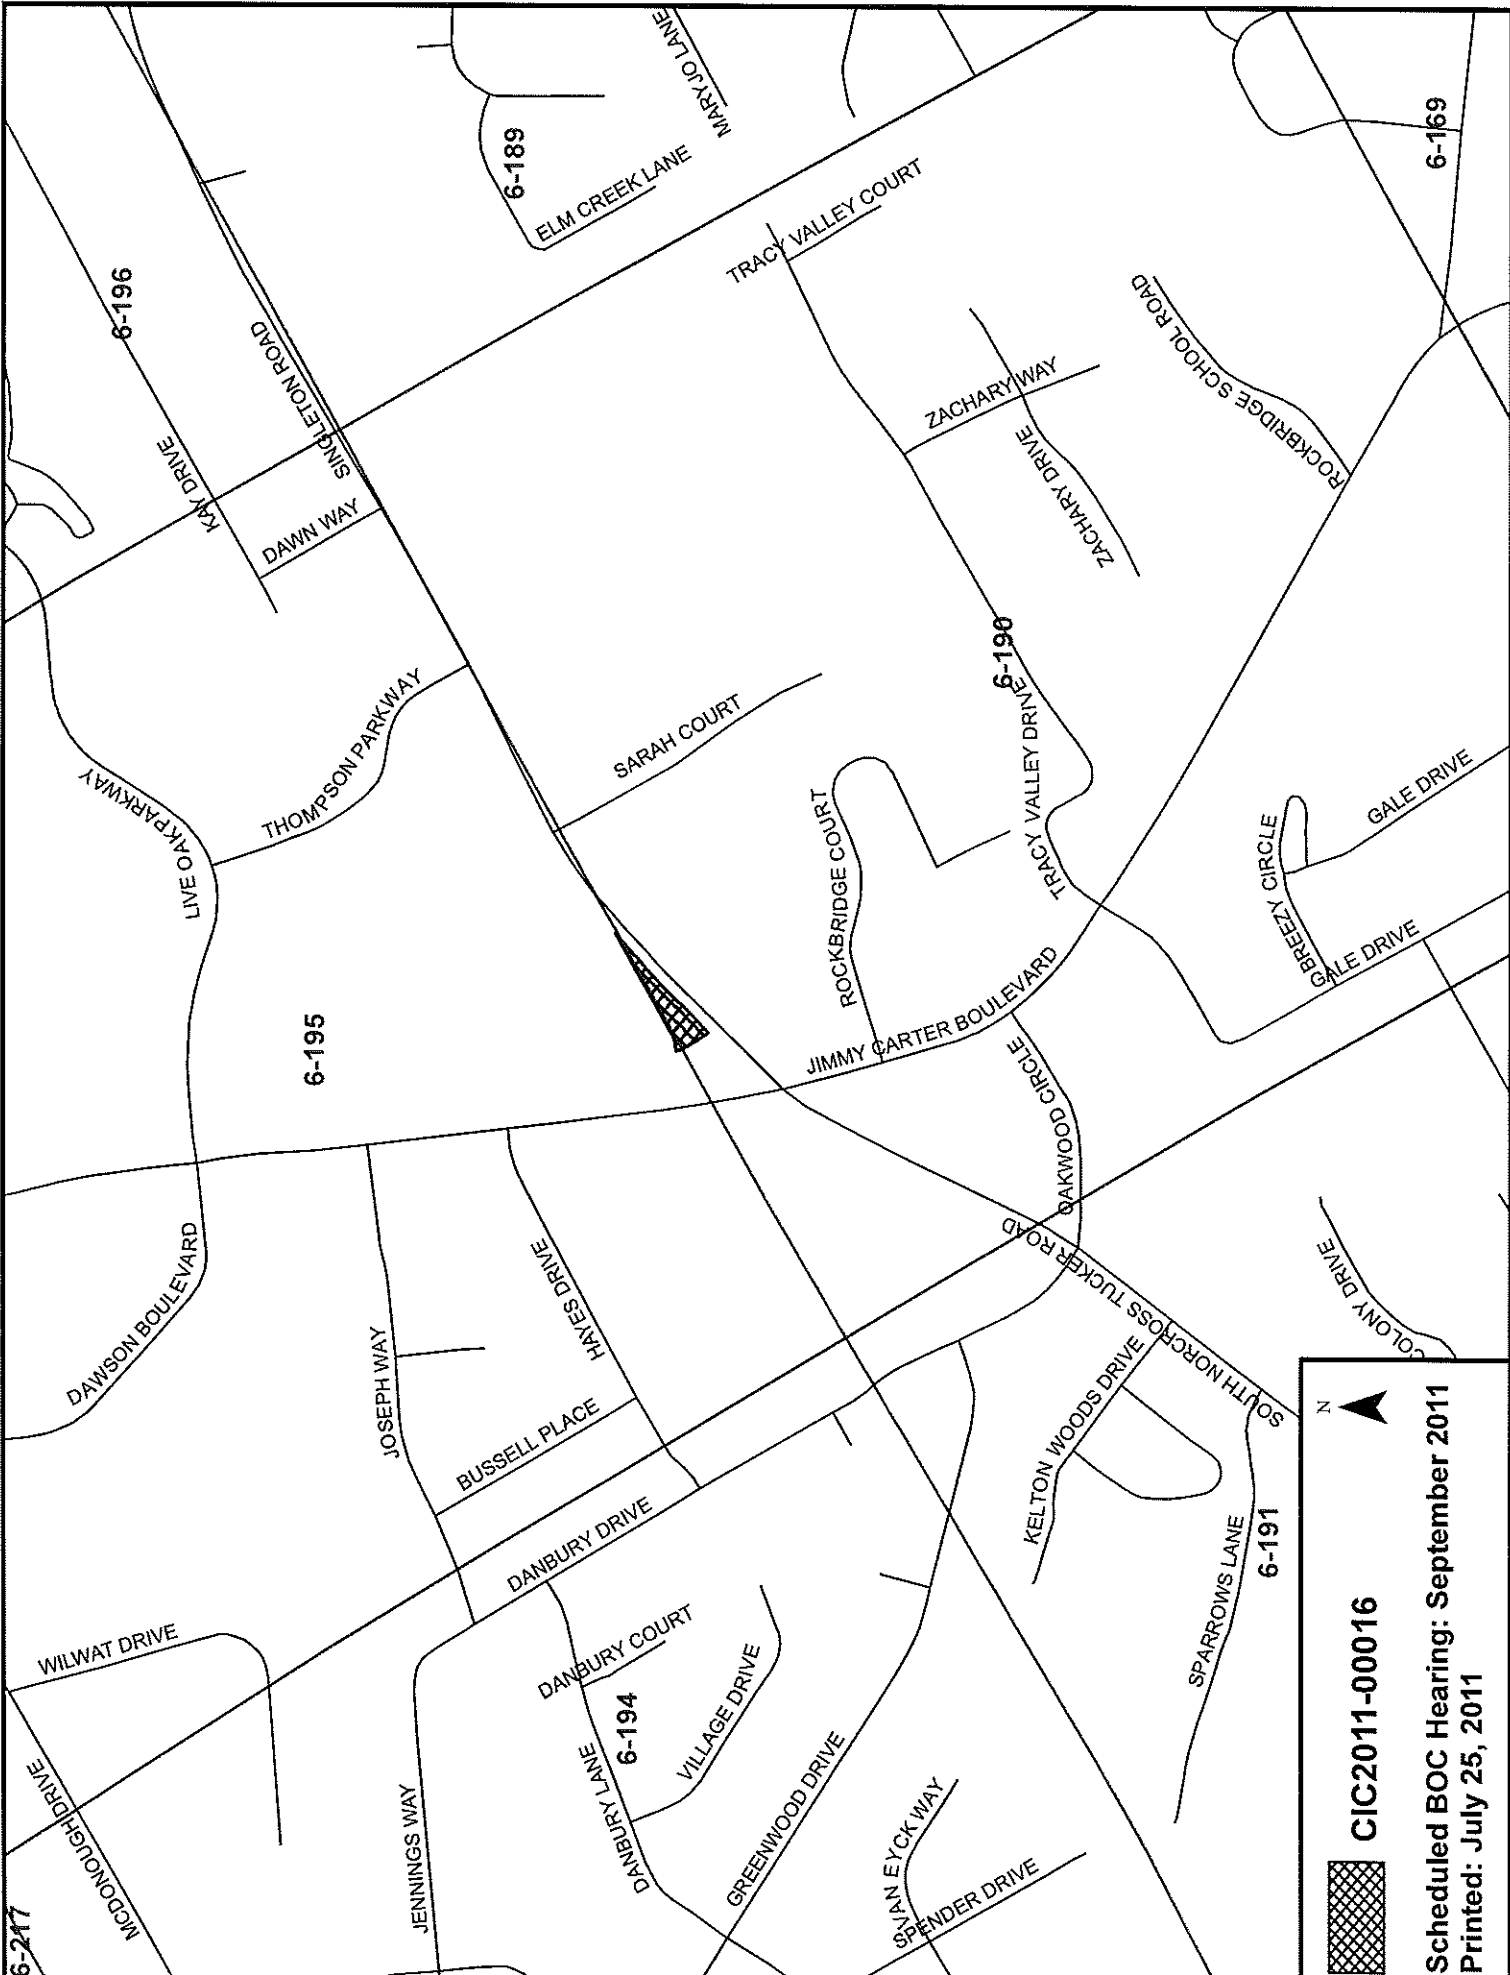 6-217
MCDONOUGH DRIVE
WILWAT DRIVE
DAWSON BOULEVARD
LIVE OAK PARKWAY
KAY DRIVE
6-196
DAWN WAY
SINGLETON ROAD
THOMPSON PARKWAY
6-195
JENNINGS WAY
JOSEPH WAY
BUSSELL PLACE
HAYES DRIVE
DANBURY DRIVE
DANBURY COURT
DANBURY LANE
6-194
VILLAGE DRIVE
GREENWOOD DRIVE
VAN EYCK WAY
SPENDER DRIVE
6-189
ELM CREEK LANE
MARY JO LANE
TRACY VALLEY COURT
SARAH COURT
ROCKBRIDGE COURT
JIMMY CARTER BOULEVARD
ZACHARY WAY
ZACHARY DRIVE
6-190
TRACY VALLEY DRIVE
ROCKBRIDGE SCHOOL ROAD
6-169
OAKWOOD CIRCLE
SOUTH NORCROSS TUCKER ROAD
KELTON WOODS DRIVE
SPARROWS LANE
6-191
BREEZY CIRCLE
GALE DRIVE
GALE DRIVE
COLONY DRIVE
N
CIC2011-00016
Scheduled BOC Hearing: September 2011
Printed: July 25, 2011